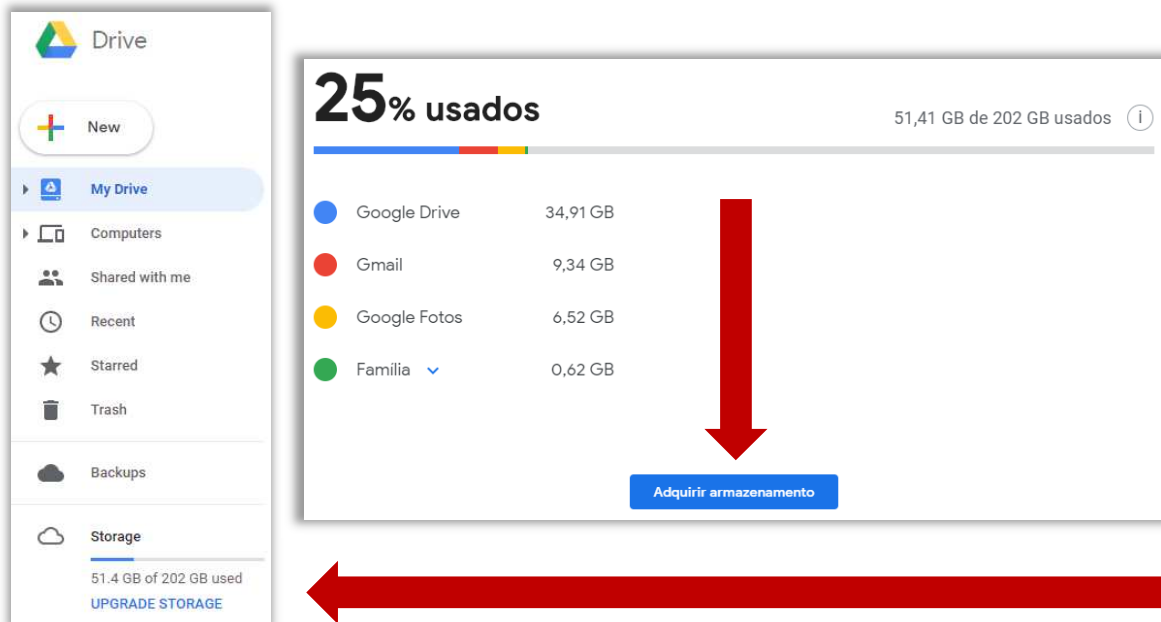 Drive
New
My Drive
Computers
Shared with me
Recent
Starred
Trash
Backups
Storage
51.4 GB of 202 GB used
UPGRADE STORAGE
25% usados
51,41 GB de 202 GB usados i
Google Drive 34,91 GB
Gmail 9,34 GB
Google Fotos 6,52 GB
Família 0,62 GB
Adquirir armazenamento